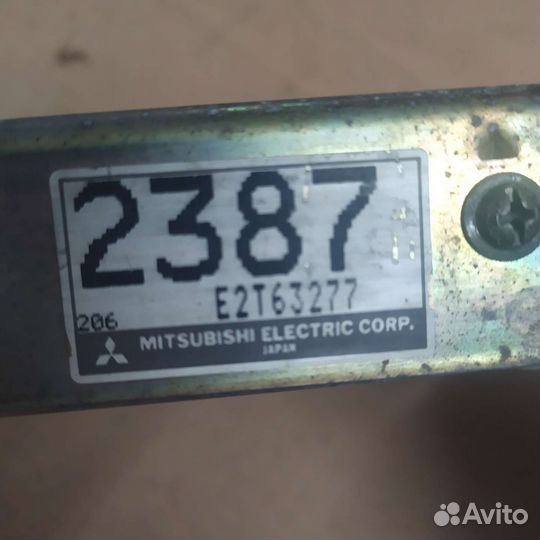 2387
E2T63277
206
MITSUBISHI ELECTRIC CORP.
JAPAN
Avito